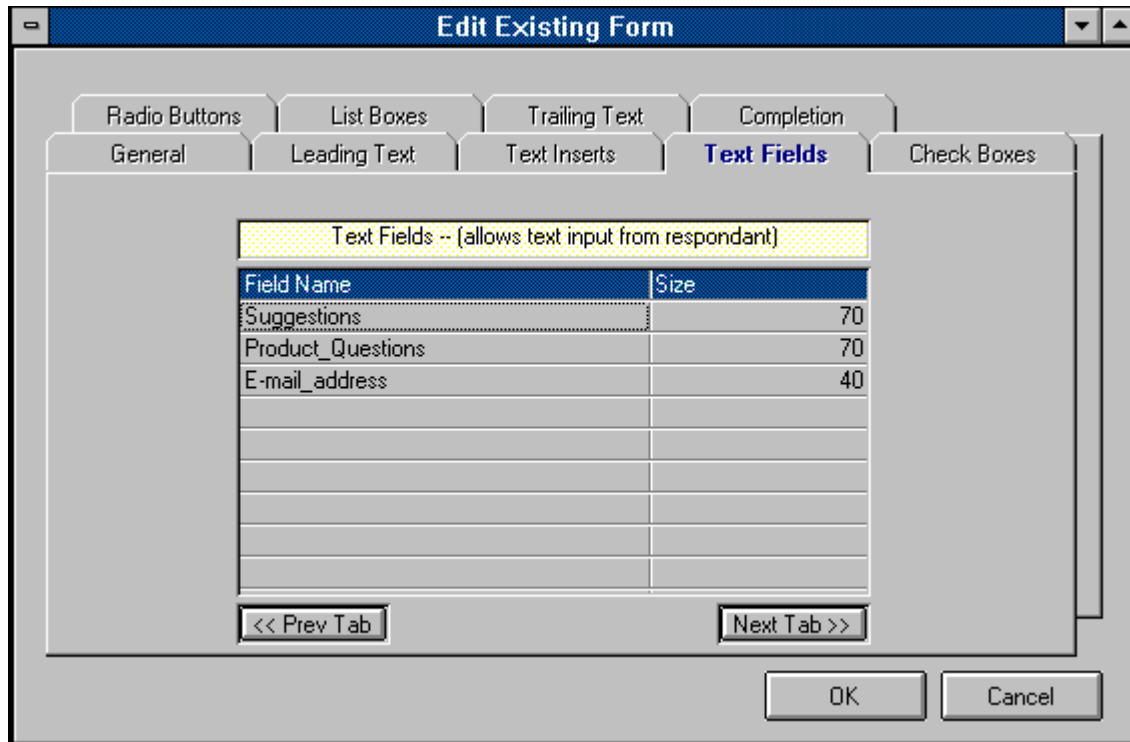 Edit Existing Form
Radio Buttons List Boxes Trailing Text Completion
General Leading Text Text Inserts Text Fields Check Boxes
Text Fields -- (allows text input from respondant)
Field Name Size
Suggestions 70
Product_Questions 70
E-mail_address 40
<< Prev Tab Next Tab >>
OK Cancel